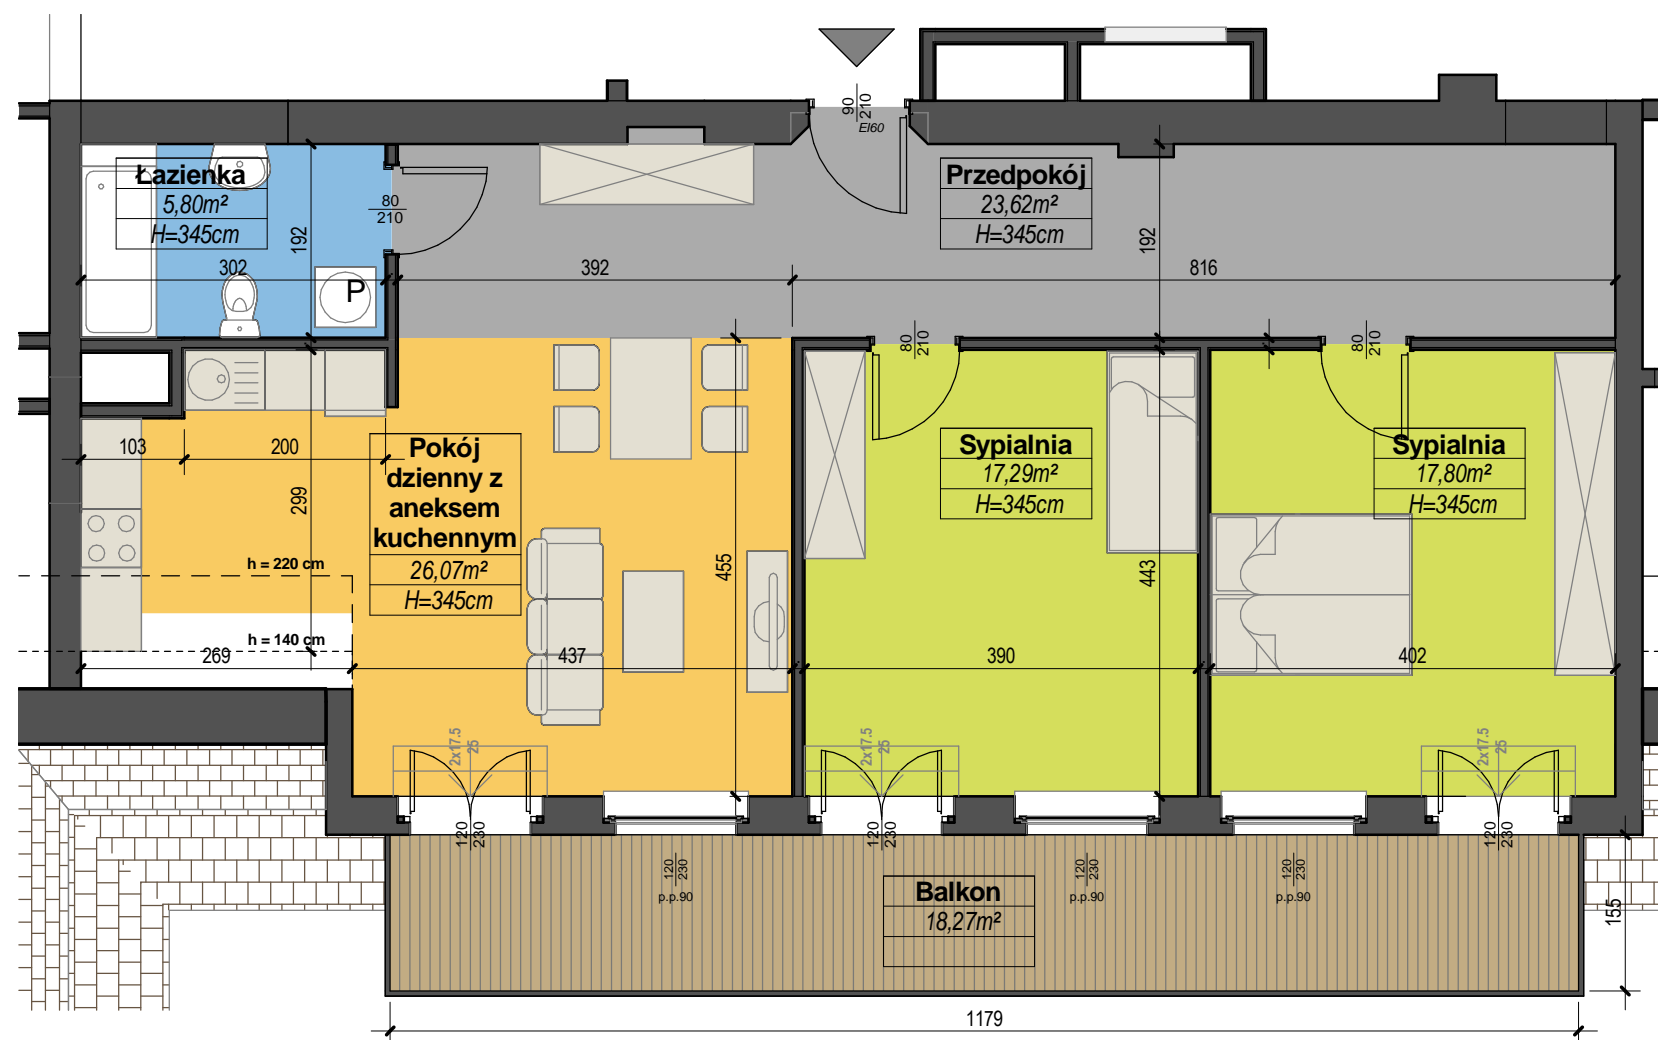 90
210
EI60
Łazienka
5,80m²
H=345cm
80
210
Przedpokój
23,62m²
H=345cm
192
192
302
P
392
816
80
210
80
210
103
200
299
Pokój
dzienny z
aneksem
kuchennym
26,07m²
H=345cm
Sypialnia
17,29m²
H=345cm
Sypialnia
17,80m²
H=345cm
h = 220 cm
455
443
h = 140 cm
269
437
390
402
2x17.5
25
2x17.5
25
2x17.5
25
120
230
120
230
120
230
120
230
p.p.90
120
230
p.p.90
120
230
p.p.90
Balkon
18,27m²
155
1179